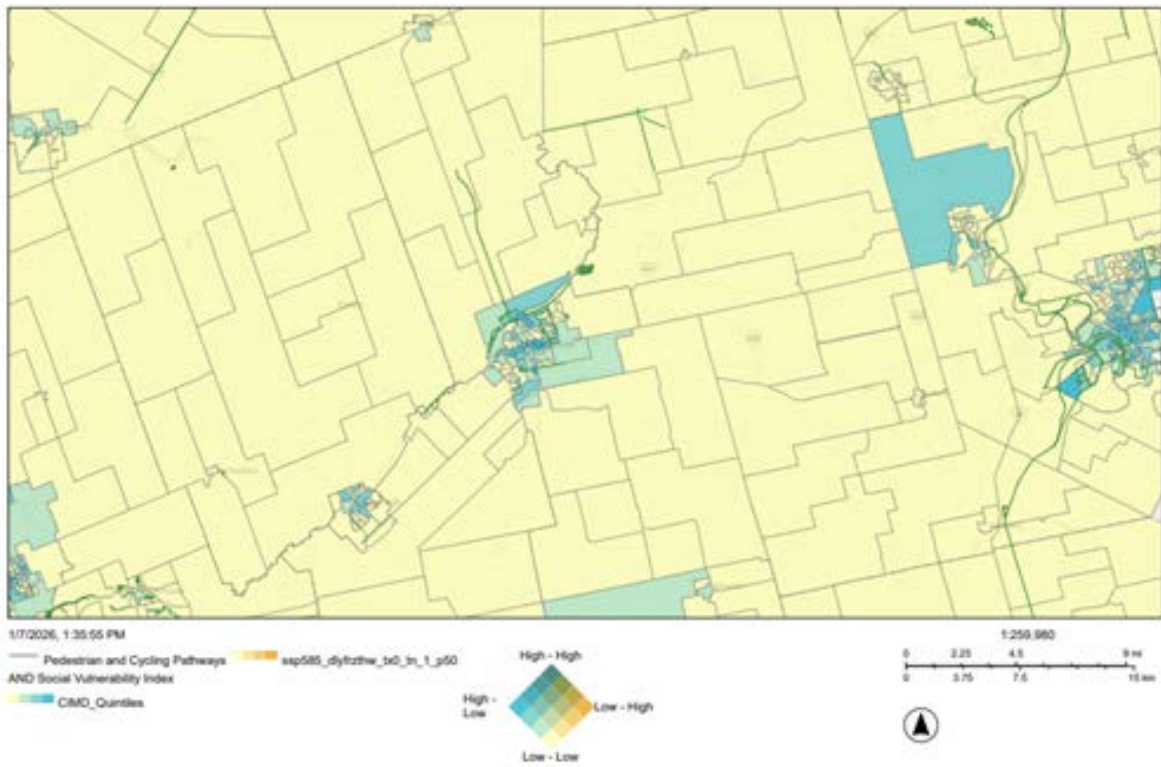 1/7/2026, 1:35:55 PM
Pedestrian and Cycling Pathways
ssp585_dlyfrzthw_tx0_tn_1_p50
AND Social Vulnerability Index
CIMD_Quintiles
High - High
High - Low
Low - High
Low - Low
1:259,980
0 2.25 4.5 9 mi
0 3.75 7.5 15 km